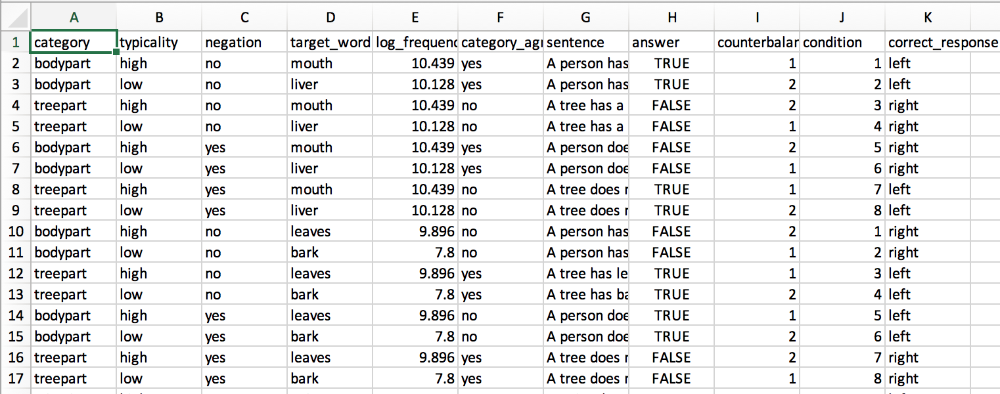 A B C D E F G H I J K
1 category typicality negation target_word log_frequenc category_agr sentence answer counterbalar condition correct_response
2 bodypart high no mouth 10.439 yes A person has TRUE 1 1 left
3 bodypart low no liver 10.128 yes A person has TRUE 2 2 left
4 treepart high no mouth 10.439 no A tree has a FALSE 2 3 right
5 treepart low no liver 10.128 no A tree has a FALSE 1 4 right
6 bodypart high yes mouth 10.439 yes A person doe FALSE 2 5 right
7 bodypart low yes liver 10.128 yes A person doe FALSE 1 6 right
8 treepart high yes mouth 10.439 no A tree does r TRUE 1 7 left
9 treepart low yes liver 10.128 no A tree does r TRUE 2 8 left
10 bodypart high no leaves 9.896 no A person has FALSE 2 1 right
11 bodypart low no bark 7.8 no A person has FALSE 1 2 right
12 treepart high no leaves 9.896 yes A tree has le TRUE 1 3 left
13 treepart low no bark 7.8 yes A tree has ba TRUE 2 4 left
14 bodypart high yes leaves 9.896 no A person doe TRUE 1 5 left
15 bodypart low yes bark 7.8 no A person doe TRUE 2 6 left
16 treepart high yes leaves 9.896 yes A tree does r FALSE 2 7 right
17 treepart low yes bark 7.8 yes A tree does r FALSE 1 8 right